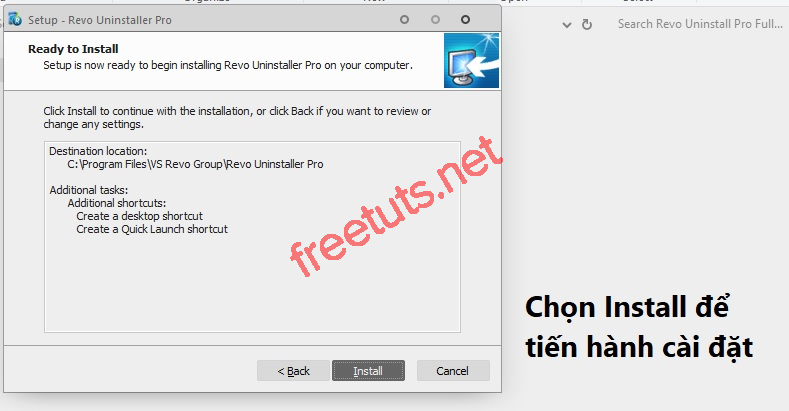 Setup - Revo Uninstaller Pro
Search Revo Uninstall Pro Full...
Ready to Install
Setup is now ready to begin installing Revo Uninstaller Pro on your computer.
Click Install to continue with the installation, or click Back if you want to review or
change any settings.
Destination location:
C:\Program Files\VS Revo Group\Revo Uninstaller Pro
Additional tasks:
Additional shortcuts:
Create a desktop shortcut
Create a Quick Launch shortcut
freetuts.net
Chọn Install để
tiến hành cài đặt
< Back
Install
Cancel